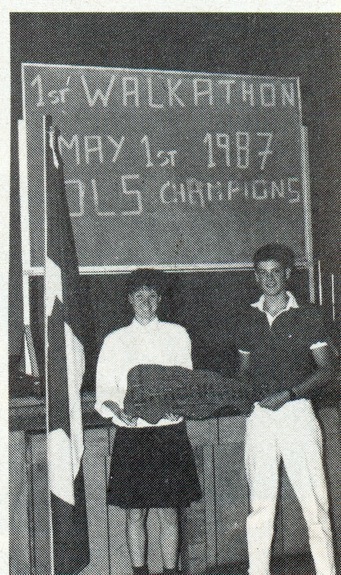 1st WALKATHON
MAY 1st 1987
OLS CHAMPIONS